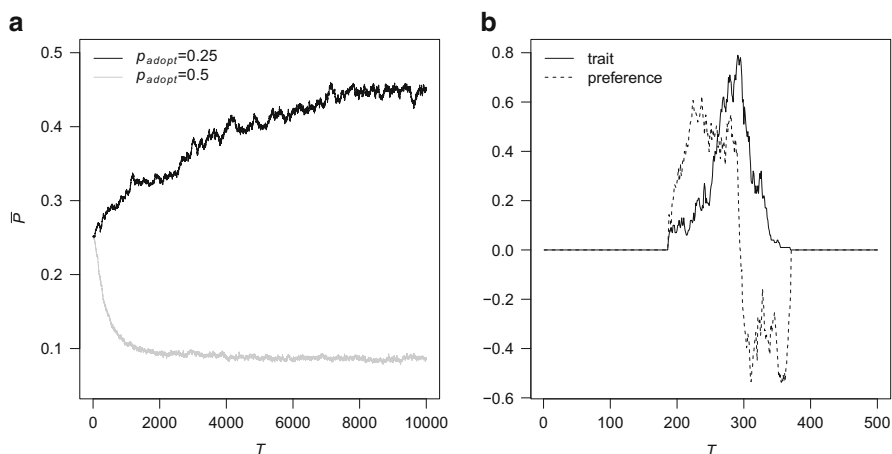 a
p_adopt=0.25
p_adopt=0.5
0.5
0.4
0.3
0.2
0.1
P̅
0 2000 4000 6000 8000 10000
T
b
trait
preference
0.8
0.6
0.4
0.2
0.0
−0.2
−0.4
−0.6
0 100 200 300 400 500
T